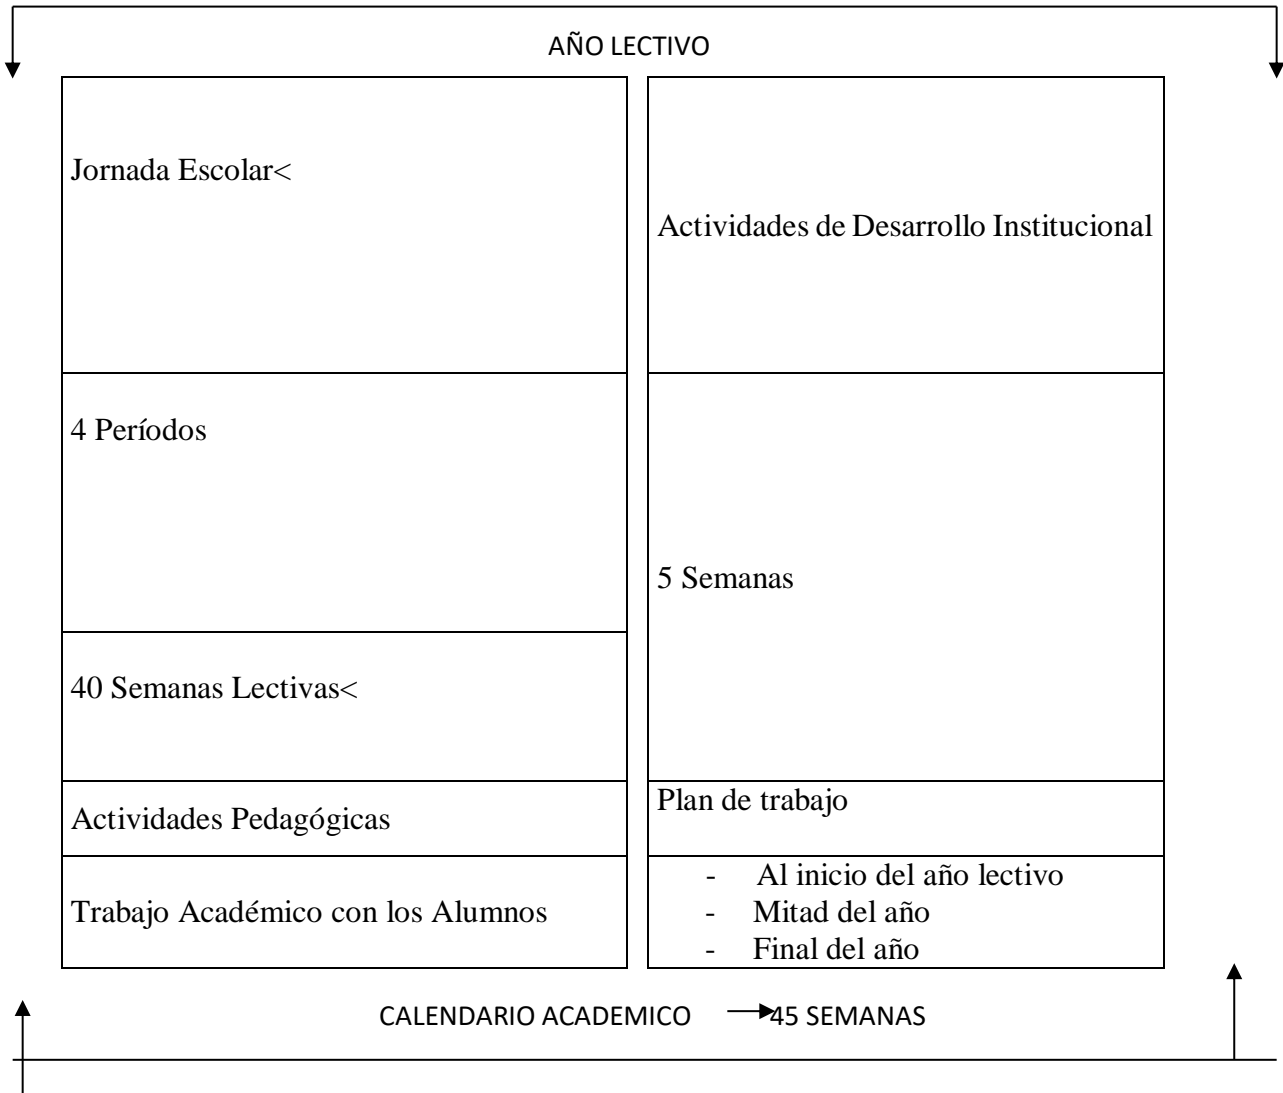 AÑO LECTIVO
Jornada Escolar<
Actividades de Desarrollo Institucional
4 Períodos
5 Semanas
40 Semanas Lectivas<
Actividades Pedagógicas
Plan de trabajo
Trabajo Académico con los Alumnos
- Al inicio del año lectivo
- Mitad del año
- Final del año
CALENDARIO ACADEMICO 45 SEMANAS